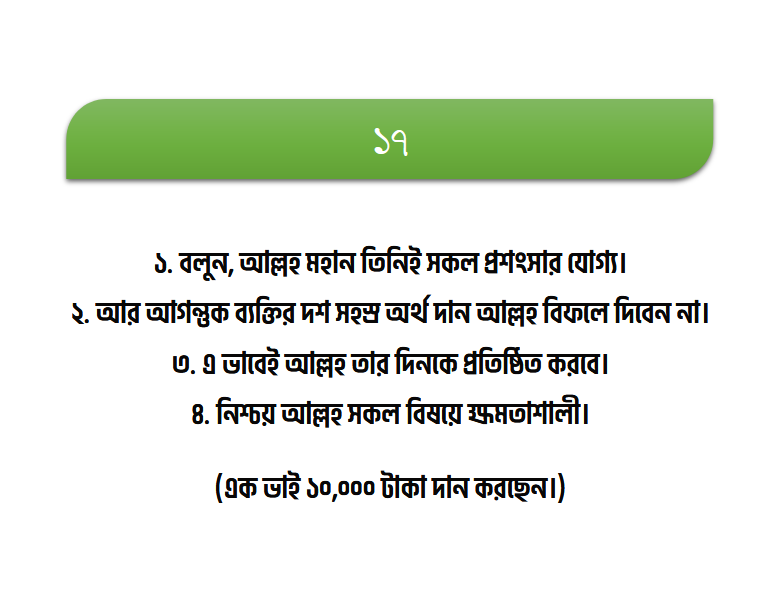 ১৭
১. বলুন, আল্লহ মহান তিনিই সকল প্রশংসার যোগ্য।
২. আর আগন্তুক ব্যক্তির দশ সহস্র অর্থ দান আল্লহ বিফলে দিবেন না।
৩. এ ভাবেই আল্লহ তার দিনকে প্রতিষ্ঠিত করবে।
৪. নিশ্চয় আল্লহ সকল বিষয়ে ক্ষমতাশালী।
(এক ভাই ১০,০০০ টাকা দান করছেন।)